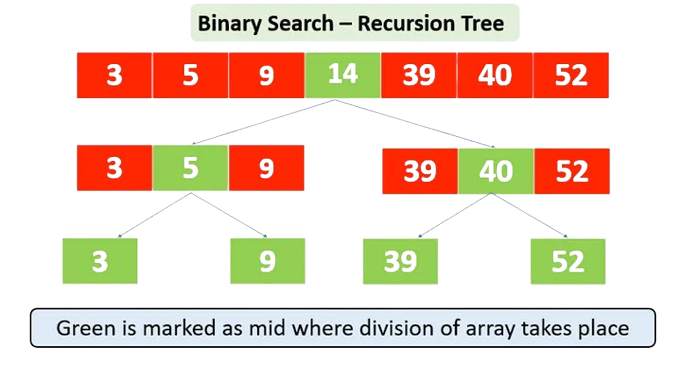 Binary Search – Recursion Tree
3 5 9 14 39 40 52
3 5 9 39 40 52
3 9 39 52
Green is marked as mid where division of array takes place